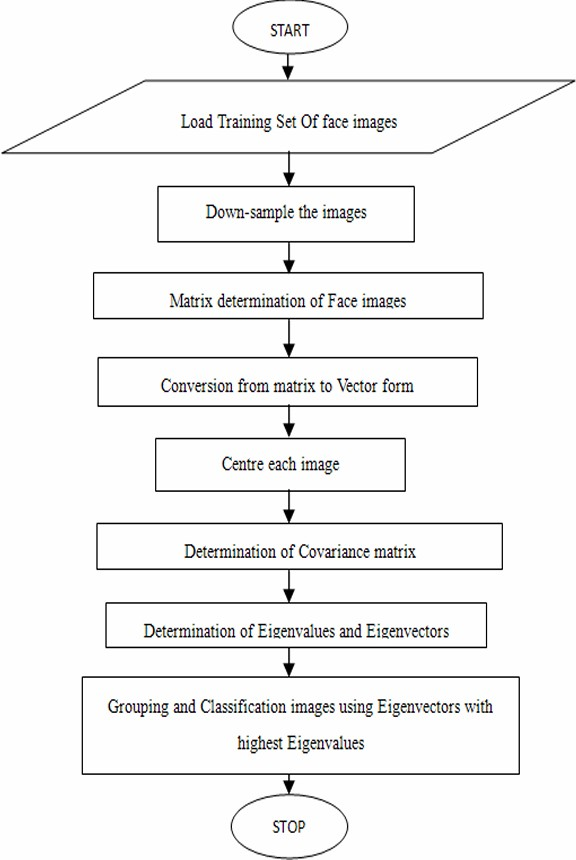 START
Load Training Set Of face images
Down-sample the images
Matrix determination of Face images
Conversion from matrix to Vector form
Centre each image
Determination of Covariance matrix
Determination of Eigenvalues and Eigenvectors
Grouping and Classification images using Eigenvectors with
highest Eigenvalues
STOP